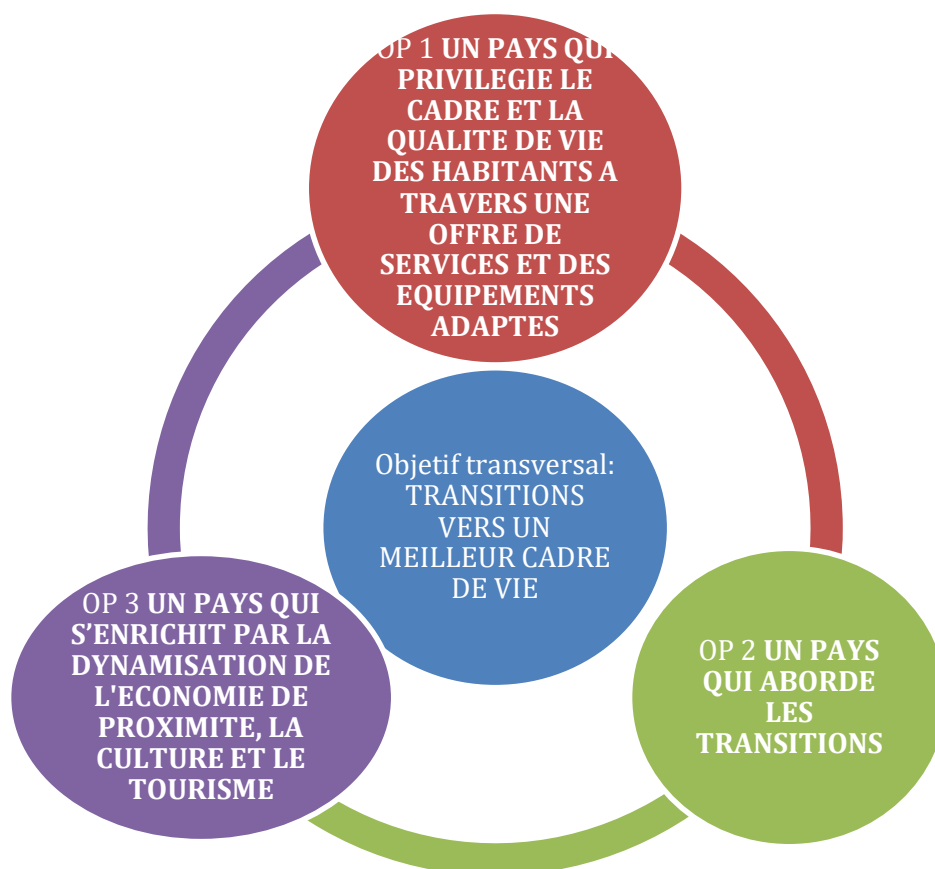 OP 1 UN PAYS QUI
PRIVILEGIE LE
CADRE ET LA
QUALITE DE VIE
DES HABITANTS A
TRAVERS UNE
OFFRE DE
SERVICES ET DES
EQUIPEMENTS
ADAPTES
Objetif transversal:
TRANSITIONS
VERS UN
MEILLEUR CADRE
DE VIE
OP 2 UN PAYS
QUI ABORDE
LES
TRANSITIONS
OP 3 UN PAYS QUI
S’ENRICHIT PAR LA
DYNAMISATION DE
L'ECONOMIE DE
PROXIMITE, LA
CULTURE ET LE
TOURISME